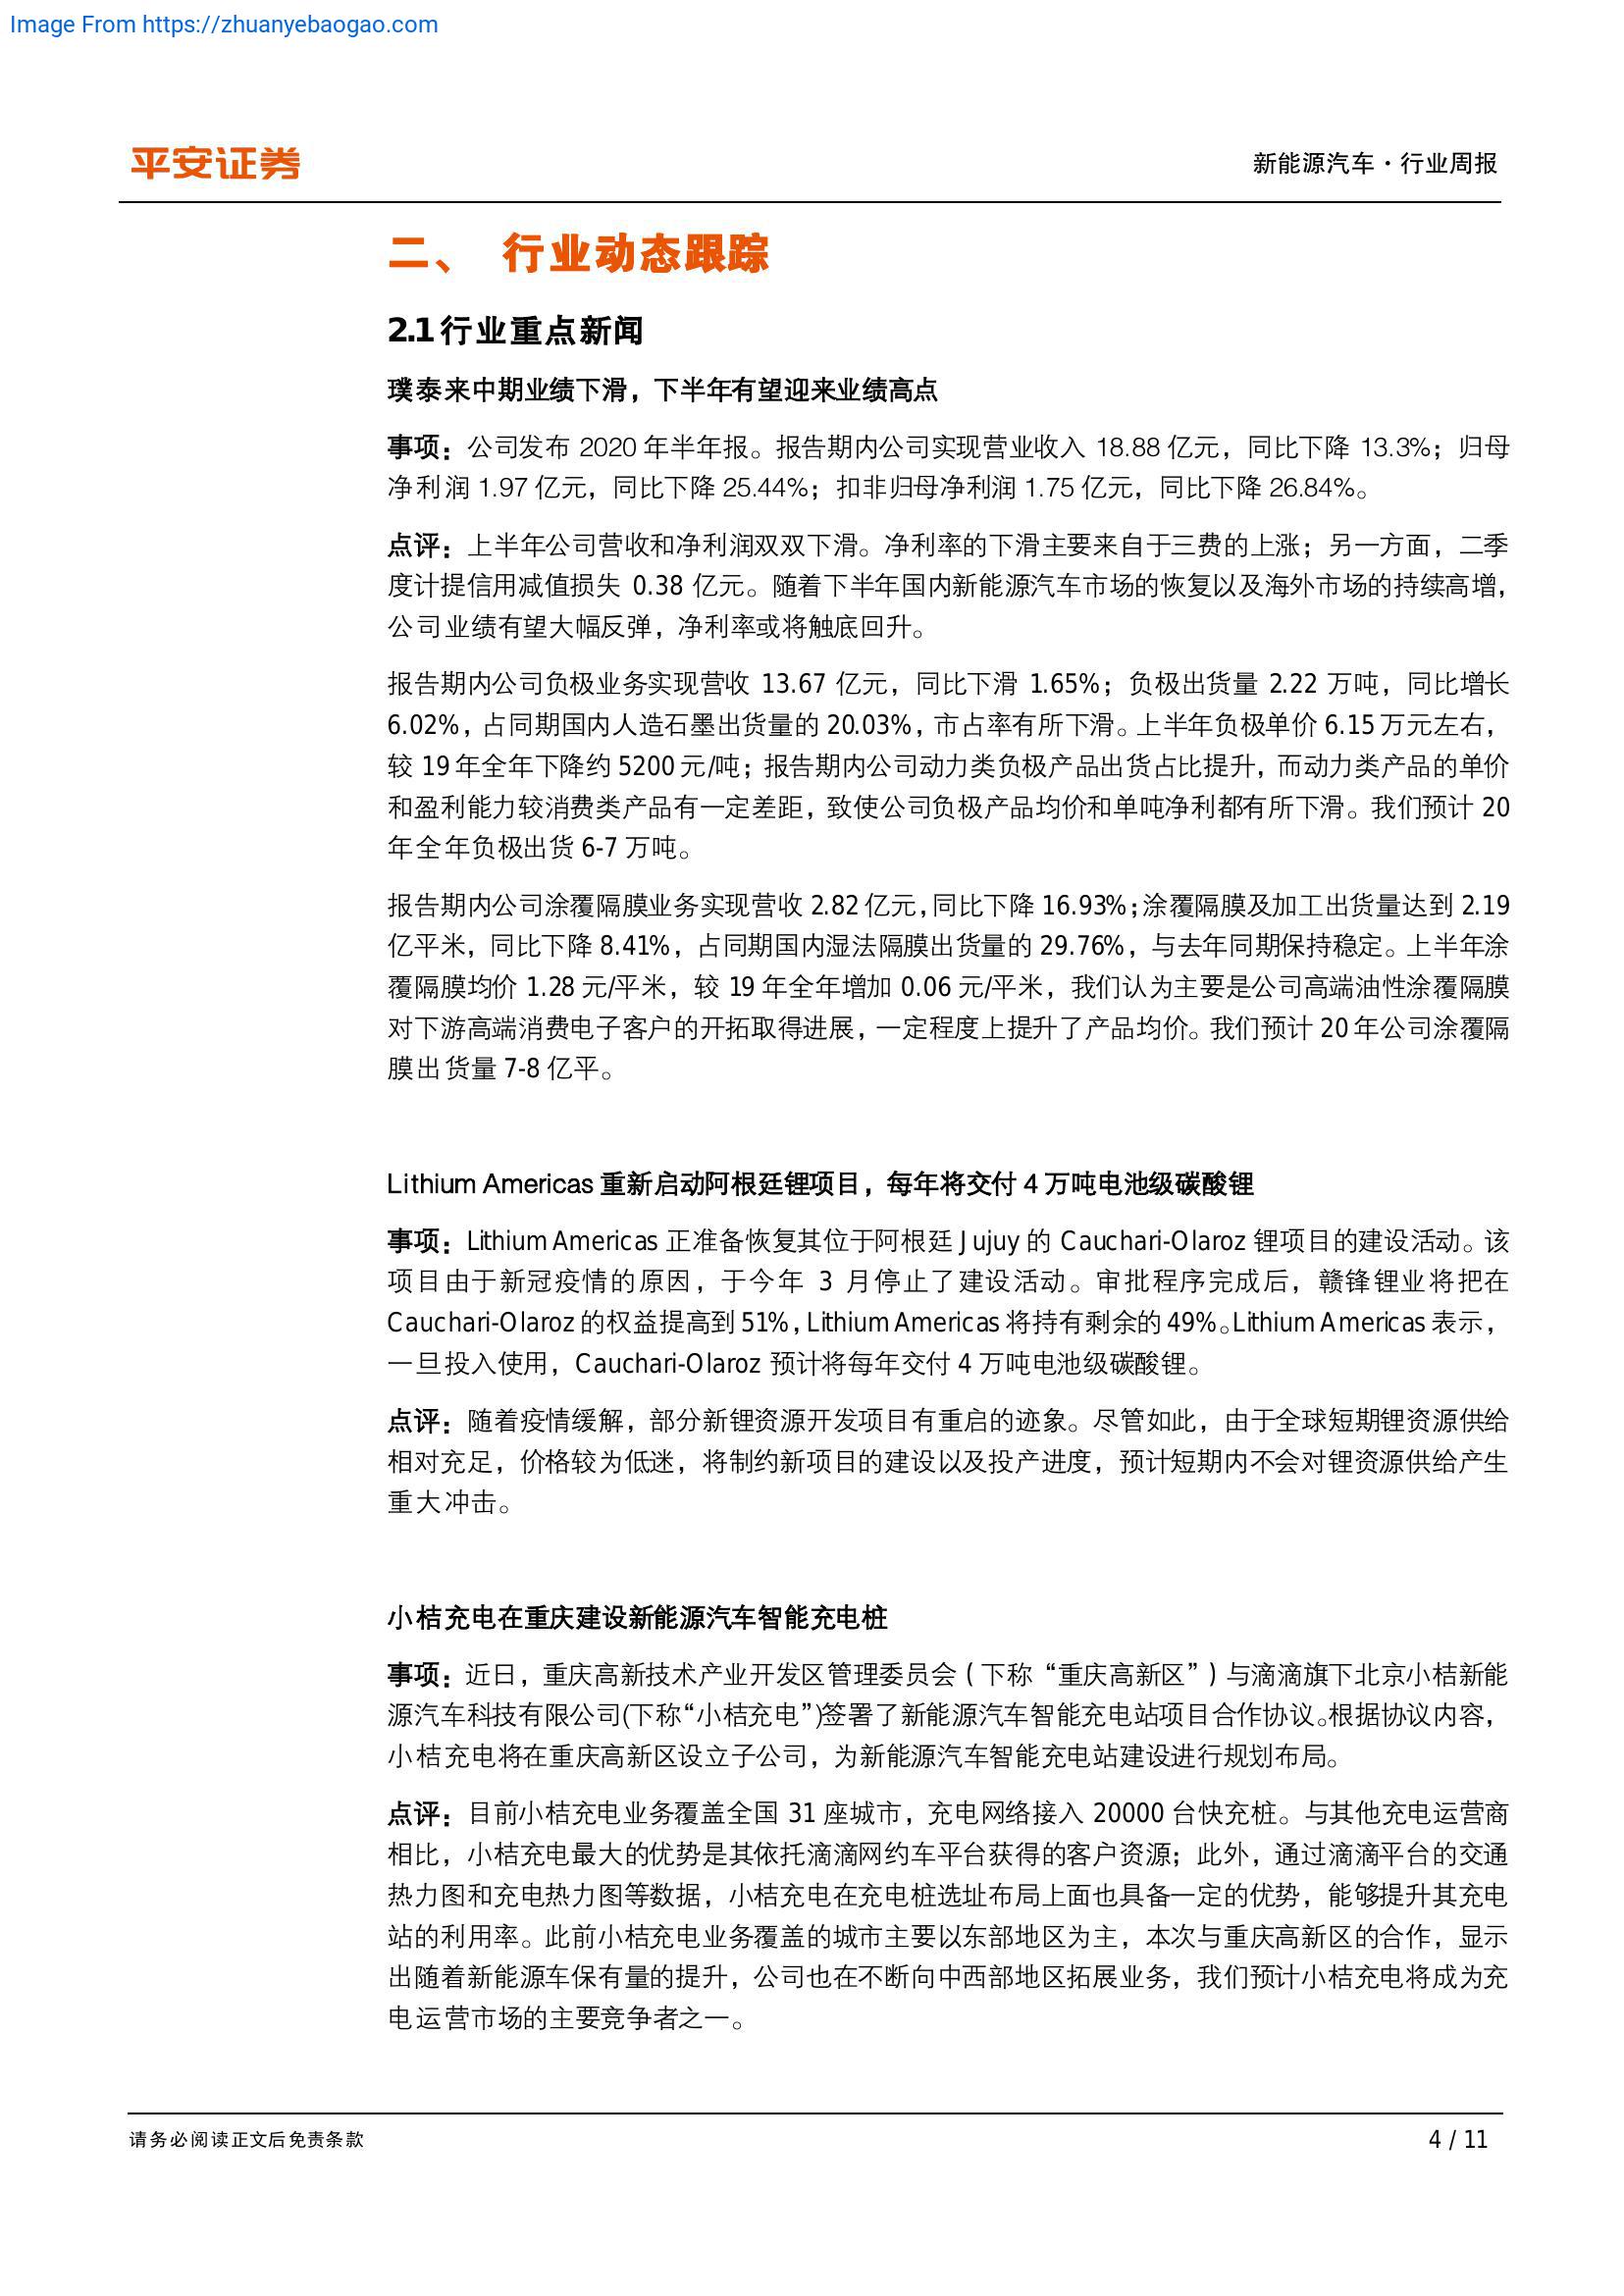 Image From https://zhuanyebaogao.com
平安证券
新能源汽车·行业周报
二、 行业动态跟踪
2.1行业重点新闻
璞泰来中期业绩下滑，下半年有望迎来业绩高点
事项：公司发布 2020 年半年报。报告期内公司实现营业收入 18.88 亿元，同比下降 13.3%；归母
净利润 1.97 亿元，同比下降 25.44%；扣非归母净利润 1.75 亿元，同比下降 26.84%。
点评：上半年公司营收和净利润双双下滑。净利率的下滑主要来自于三费的上涨；另一方面，二季
度计提信用减值损失 0.38 亿元。随着下半年国内新能源汽车市场的恢复以及海外市场的持续高增，
公司业绩有望大幅反弹，净利率或将触底回升。
报告期内公司负极业务实现营收 13.67 亿元，同比下滑 1.65%；负极出货量 2.22 万吨，同比增长
6.02%，占同期国内人造石墨出货量的 20.03%，市占率有所下滑。上半年负极单价 6.15 万元左右，
较 19 年全年下降约 5200 元/吨；报告期内公司动力类负极产品出货占比提升，而动力类产品的单价
和盈利能力较消费类产品有一定差距，致使公司负极产品均价和单吨净利都有所下滑。我们预计 20
年全年负极出货 6-7 万吨。
报告期内公司涂覆隔膜业务实现营收 2.82 亿元，同比下降 16.93%；涂覆隔膜及加工出货量达到 2.19
亿平米，同比下降 8.41%，占同期国内湿法隔膜出货量的 29.76%，与去年同期保持稳定。上半年涂
覆隔膜均价 1.28 元/平米，较 19 年全年增加 0.06 元/平米，我们认为主要是公司高端油性涂覆隔膜
对下游高端消费电子客户的开拓取得进展，一定程度上提升了产品均价。我们预计 20 年公司涂覆隔
膜出货量 7-8 亿平。
Lithium Americas 重新启动阿根廷锂项目，每年将交付 4 万吨电池级碳酸锂
事项：Lithium Americas 正准备恢复其位于阿根廷 Jujuy 的 Cauchari-Olaroz 锂项目的建设活动。该
项目由于新冠疫情的原因，于今年 3 月停止了建设活动。审批程序完成后，赣锋锂业将把在
Cauchari-Olaroz 的权益提高到 51%，Lithium Americas 将持有剩余的 49%。Lithium Americas 表示，
一旦投入使用，Cauchari-Olaroz 预计将每年交付 4 万吨电池级碳酸锂。
点评：随着疫情缓解，部分新锂资源开发项目有重启的迹象。尽管如此，由于全球短期锂资源供给
相对充足，价格较为低迷，将制约新项目的建设以及投产进度，预计短期内不会对锂资源供给产生
重大冲击。
小桔充电在重庆建设新能源汽车智能充电桩
事项：近日，重庆高新技术产业开发区管理委员会（下称“重庆高新区”）与滴滴旗下北京小桔新能
源汽车科技有限公司(下称“小桔充电”)签署了新能源汽车智能充电站项目合作协议。根据协议内容，
小桔充电将在重庆高新区设立子公司，为新能源汽车智能充电站建设进行规划布局。
点评：目前小桔充电业务覆盖全国 31 座城市，充电网络接入 20000 台快充桩。与其他充电运营商
相比，小桔充电最大的优势是其依托滴滴网约车平台获得的客户资源；此外，通过滴滴平台的交通
热力图和充电热力图等数据，小桔充电在充电桩选址布局上面也具备一定的优势，能够提升其充电
站的利用率。此前小桔充电业务覆盖的城市主要以东部地区为主，本次与重庆高新区的合作，显示
出随着新能源车保有量的提升，公司也在不断向中西部地区拓展业务，我们预计小桔充电将成为充
电运营市场的主要竞争者之一。
请务必阅读正文后免责条款
4 / 11